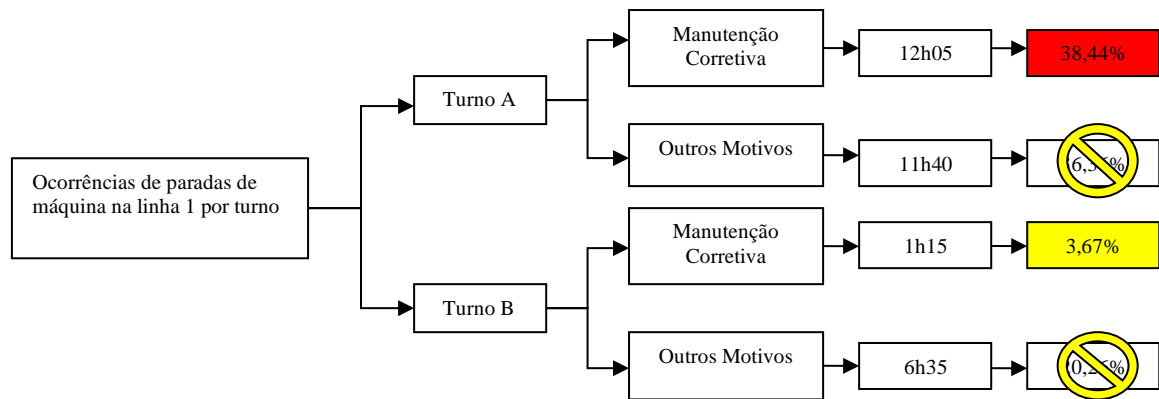 Ocorrências de paradas de
máquina na linha 1 por turno
Turno A
Manutenção
Corretiva
12h05
38,44%
Outros Motivos
11h40
Turno B
Manutenção
Corretiva
1h15
3,67%
Outros Motivos
6h35